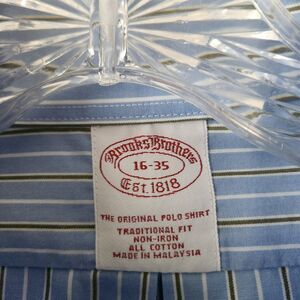 Brooks Brothers
16-35
Est. 1818
THE ORIGINAL POLO SHIRT
TRADITIONAL FIT
NON-IRON
ALL COTTON
MADE IN MALAYSIA